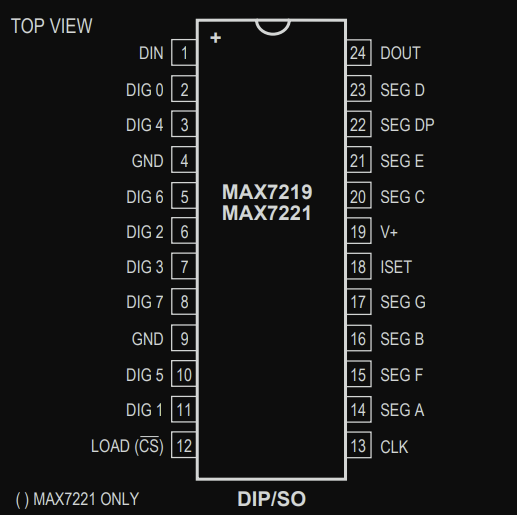 TOP VIEW
+
DIN 1 24 DOUT
DIG 0 2 23 SEG D
DIG 4 3 22 SEG DP
GND 4 21 SEG E
DIG 6 5 20 SEG C
MAX7219
MAX7221
DIG 2 6 19 V+
DIG 3 7 18 ISET
DIG 7 8 17 SEG G
GND 9 16 SEG B
DIG 5 10 15 SEG F
DIG 1 11 14 SEG A
LOAD (C̅S̅) 12 13 CLK
( ) MAX7221 ONLY
DIP/SO